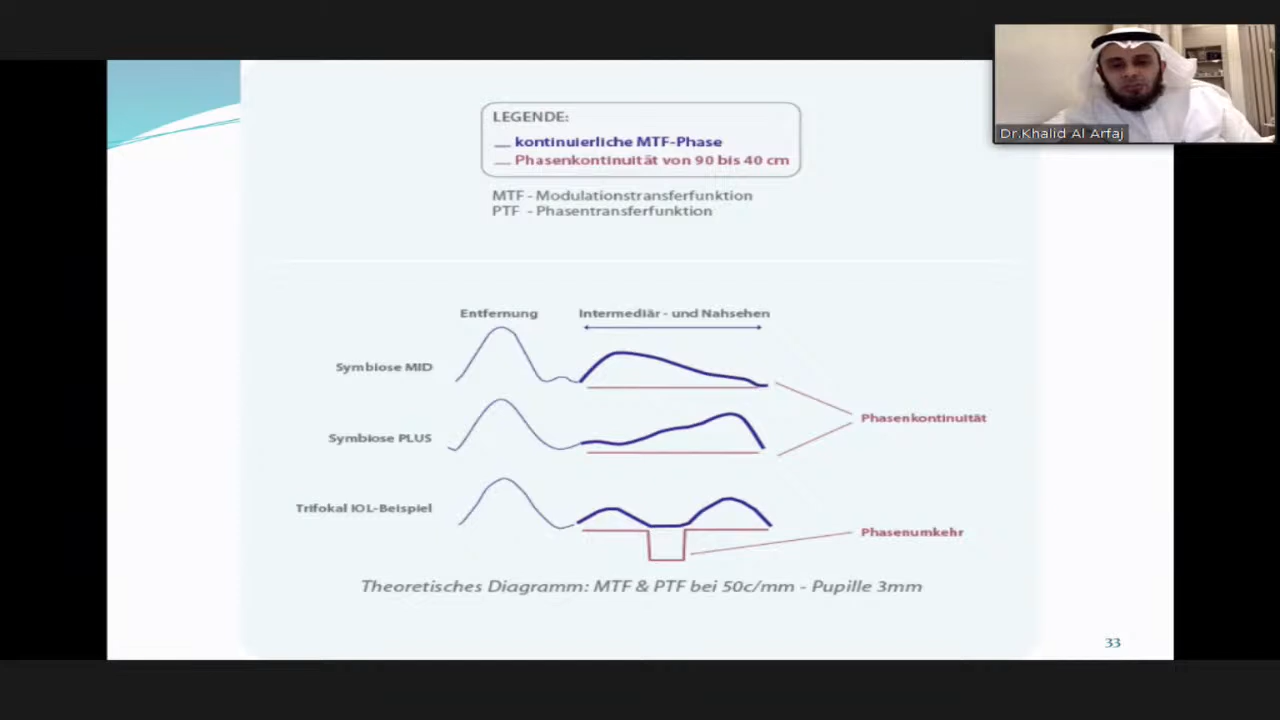 Dr.Khalid Al Arfaj
LEGENDE:
kontinuierliche MTF-Phase
Phasenkontinuität von 90 bis 40 cm
MTF - Modulationstransferfunktion
PTF - Phasentransferfunktion
Entfernung
Intermediär - und Nahsehen
Symbiose MID
Phasenkontinuität
Symbiose PLUS
Trifokal IOL-Beispiel
Phasenumkehr
Theoretisches Diagramm: MTF & PTF bei 50c/mm - Pupille 3mm
33